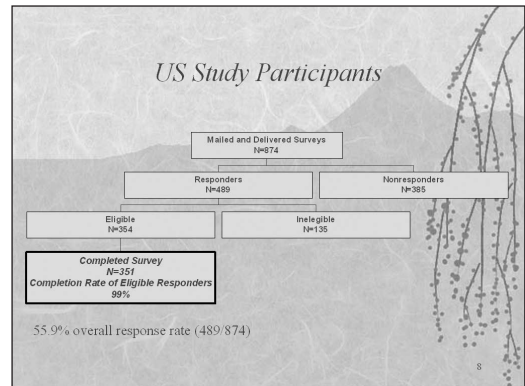 US Study Participants
Mailed and Delivered Surveys
N=874
Responders
N=489
Nonresponders
N=385
Eligible
N=354
Inelegible
N=135
Completed Survey
N=351
Completion Rate of Eligible Responders
99%
55.9% overall response rate (489/874)
8